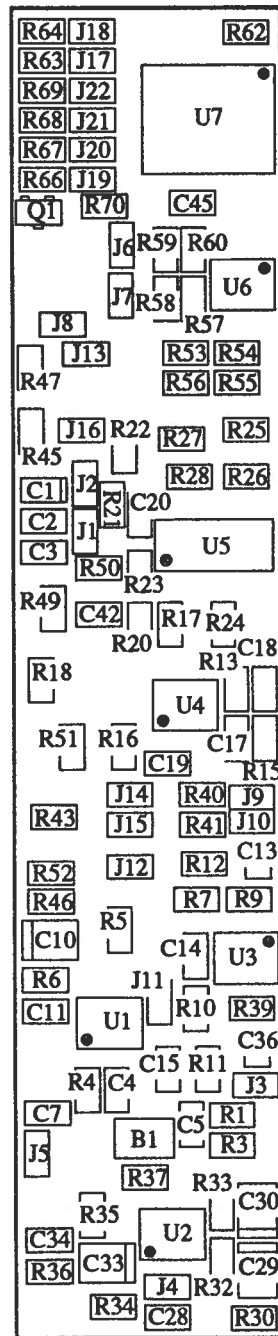 R64 J18 R62
R63 J17
R69 J22
R68 J21 U7
R67 J20
R66 J19
Q1 R70 C45
J6 R59 R60
J7 R58 U6
J8 R57
J13 R53 R54
R47 R56 R55
J16 R22 R27 R25
R45
C1 J2 R21 C20 R28 R26
C2 J1 U5
C3 R50 R23
R49 C42 R20 R17 R24
R18 R13 C18
U4
R51 R16 C17
C19 R15
J14 R40 J9
R43 J15 R41 J10
R52 J12 R12 C13
R46 R7 R9
C10 R5 C14 U3
R6 J11
C11 U1 R10 R39
C15 R11 C36
R4 C4 J3
C7 C5 R1
J5 B1 R3
R37 R33
R35 C30
C34 U2
R36 C33 R32 C29
J4
R34 C28 R30